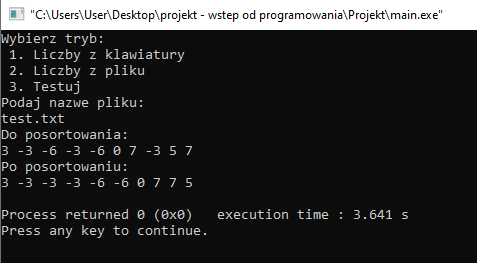 "C:\Users\User\Desktop\projekt - wstep od programowania\Projekt\main.exe"
Wybierz tryb:
1. Liczby z klawiatury
2. Liczby z pliku
3. Testuj
Podaj nazwe pliku:
test.txt
Do posortowania:
3 -3 -6 -3 -6 0 7 -3 5 7
Po posortowaniu:
3 -3 -3 -3 -6 -6 0 7 7 5
Process returned 0 (0x0)   execution time : 3.641 s
Press any key to continue.